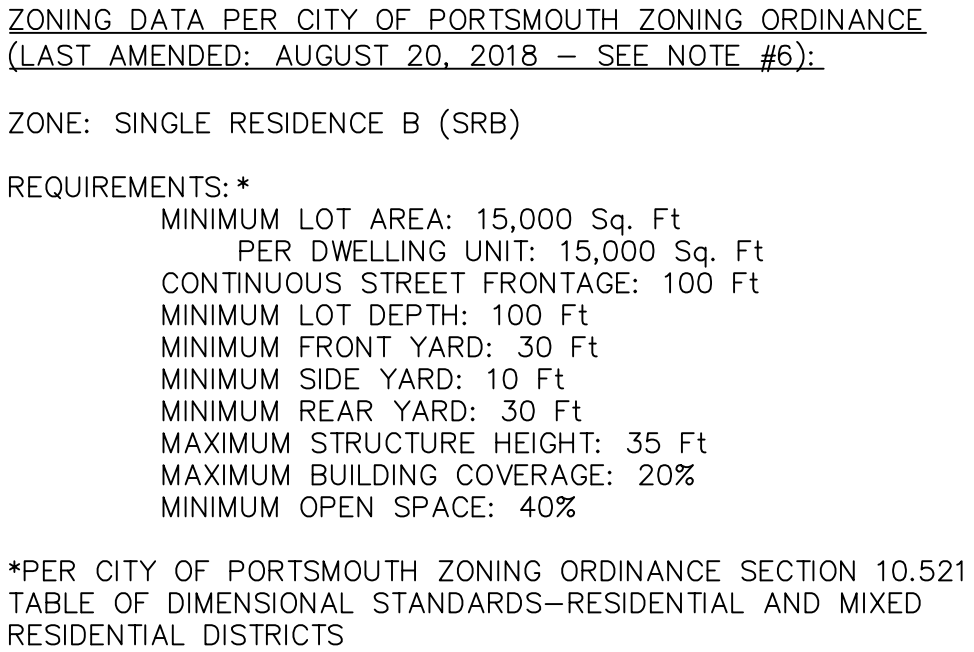 ZONING DATA PER CITY OF PORTSMOUTH ZONING ORDINANCE
(LAST AMENDED: AUGUST 20, 2018 – SEE NOTE #6):
ZONE: SINGLE RESIDENCE B (SRB)
REQUIREMENTS:*
MINIMUM LOT AREA: 15,000 Sq. Ft
PER DWELLING UNIT: 15,000 Sq. Ft
CONTINUOUS STREET FRONTAGE: 100 Ft
MINIMUM LOT DEPTH: 100 Ft
MINIMUM FRONT YARD: 30 Ft
MINIMUM SIDE YARD: 10 Ft
MINIMUM REAR YARD: 30 Ft
MAXIMUM STRUCTURE HEIGHT: 35 Ft
MAXIMUM BUILDING COVERAGE: 20%
MINIMUM OPEN SPACE: 40%
*PER CITY OF PORTSMOUTH ZONING ORDINANCE SECTION 10.521
TABLE OF DIMENSIONAL STANDARDS–RESIDENTIAL AND MIXED
RESIDENTIAL DISTRICTS